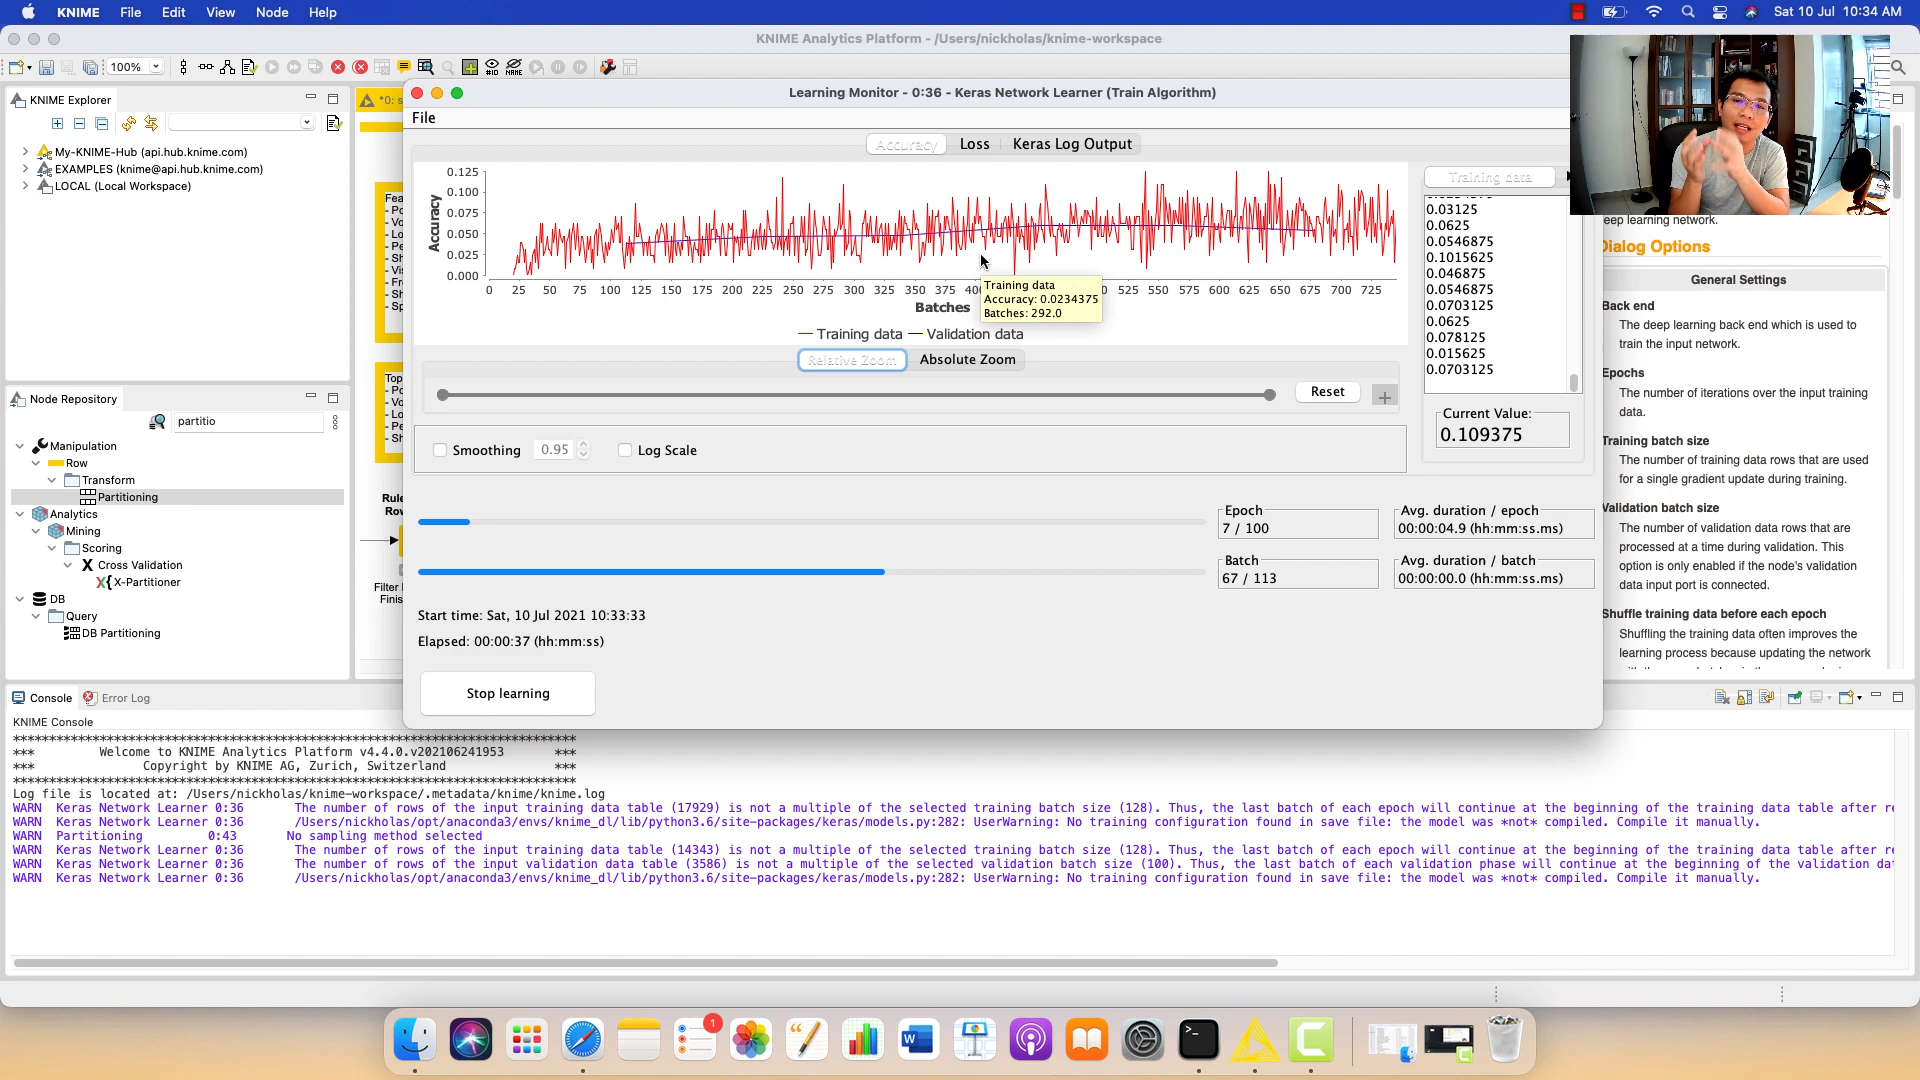 KNIME File Edit View Node Help
Sat 10 Jul 10:34 AM
KNIME Analytics Platform - /Users/nickholas/knime-workspace
100%
KNIME Explorer
My-KNIME-Hub (api.hub.knime.com)
EXAMPLES (knime@api.hub.knime.com)
LOCAL (Local Workspace)
Node Repository
partitio
Manipulation
Row
Transform
Partitioning
Analytics
Mining
Scoring
Cross Validation
X-Partitioner
DB
Query
DB Partitioning
Learning Monitor - 0:36 - Keras Network Learner (Train Algorithm)
File
Accuracy Loss Keras Log Output
Accuracy
0.125
0.100
0.075
0.050
0.025
0.000
0 25 50 75 100 125 150 175 200 225 250 275 300 325 350 375 525 550 575 600 625 650 675 700 725
Batches
Training data
Accuracy: 0.0234375
Batches: 292.0
Training data Validation data
Relative Zoom Absolute Zoom
Reset
+
Smoothing 0.95 Log Scale
Training data
0.03125
0.0625
0.0546875
0.1015625
0.046875
0.0546875
0.0703125
0.0625
0.078125
0.015625
0.0703125
Current Value:
0.109375
Epoch
7 / 100
Avg. duration / epoch
00:00:04.9 (hh:mm:ss.ms)
Batch
67 / 113
Avg. duration / batch
00:00:00.0 (hh:mm:ss.ms)
Start time: Sat, 10 Jul 2021 10:33:33
Elapsed: 00:00:37 (hh:mm:ss)
Stop learning
eep learning network.
Dialog Options
General Settings
Back end
The deep learning back end which is used to
train the input network.
Epochs
The number of iterations over the input training
data.
Training batch size
The number of training data rows that are used
for a single gradient update during training.
Validation batch size
The number of validation data rows that are
processed at a time during validation. This
option is only enabled if the node's validation
data input port is connected.
Shuffle training data before each epoch
Shuffling the training data often improves the
learning process because updating the network
Console Error Log
KNIME Console
********************************************************************************
*** Welcome to KNIME Analytics Platform v4.4.0.v202106241953 ***
*** Copyright by KNIME AG, Zurich, Switzerland ***
********************************************************************************
Log file is located at: /Users/nickholas/knime-workspace/.metadata/knime/knime.log
WARN Keras Network Learner 0:36 The number of rows of the input training data table (17929) is not a multiple of the selected training batch size (128). Thus, the last batch of each epoch will continue at the beginning of the training data table after re
WARN Keras Network Learner 0:36 /Users/nickholas/opt/anaconda3/envs/knime_dl/lib/python3.6/site-packages/keras/models.py:282: UserWarning: No training configuration found in save file: the model was *not* compiled. Compile it manually.
WARN Partitioning 0:43 No sampling method selected
WARN Keras Network Learner 0:36 The number of rows of the input training data table (14343) is not a multiple of the selected training batch size (128). Thus, the last batch of each epoch will continue at the beginning of the training data table after re
WARN Keras Network Learner 0:36 The number of rows of the input validation data table (3586) is not a multiple of the selected validation batch size (100). Thus, the last batch of each validation phase will continue at the beginning of the validation da
WARN Keras Network Learner 0:36 /Users/nickholas/opt/anaconda3/envs/knime_dl/lib/python3.6/site-packages/keras/models.py:282: UserWarning: No training configuration found in save file: the model was *not* compiled. Compile it manually.
1